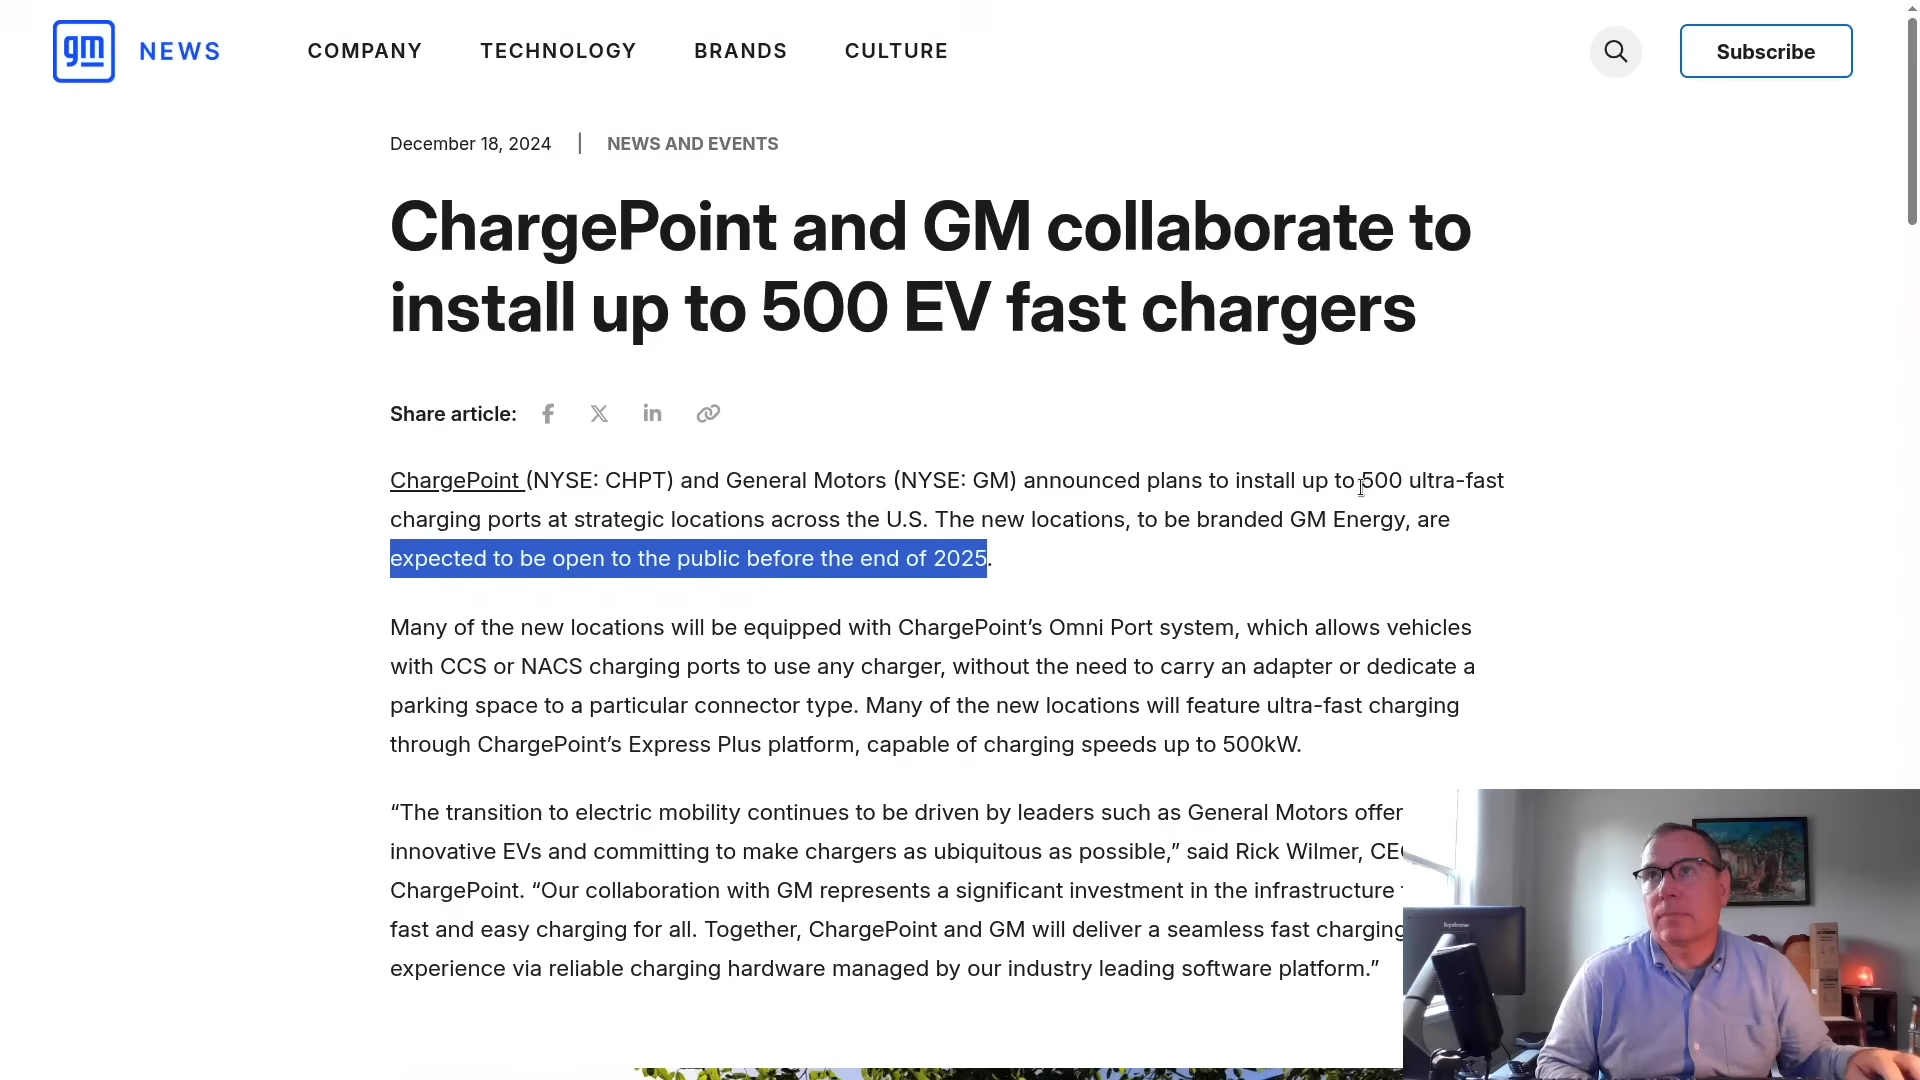 gm NEWS COMPANY TECHNOLOGY BRANDS CULTURE Subscribe
December 18, 2024 | NEWS AND EVENTS
ChargePoint and GM collaborate to
install up to 500 EV fast chargers
Share article:
ChargePoint (NYSE: CHPT) and General Motors (NYSE: GM) announced plans to install up to 500 ultra-fast
charging ports at strategic locations across the U.S. The new locations, to be branded GM Energy, are
expected to be open to the public before the end of 2025.
Many of the new locations will be equipped with ChargePoint’s Omni Port system, which allows vehicles
with CCS or NACS charging ports to use any charger, without the need to carry an adapter or dedicate a
parking space to a particular connector type. Many of the new locations will feature ultra-fast charging
through ChargePoint’s Express Plus platform, capable of charging speeds up to 500kW.
“The transition to electric mobility continues to be driven by leaders such as General Motors offer
innovative EVs and committing to make chargers as ubiquitous as possible,” said Rick Wilmer, CE
ChargePoint. “Our collaboration with GM represents a significant investment in the infrastructure
fast and easy charging for all. Together, ChargePoint and GM will deliver a seamless fast charging
experience via reliable charging hardware managed by our industry leading software platform.”
hydrow